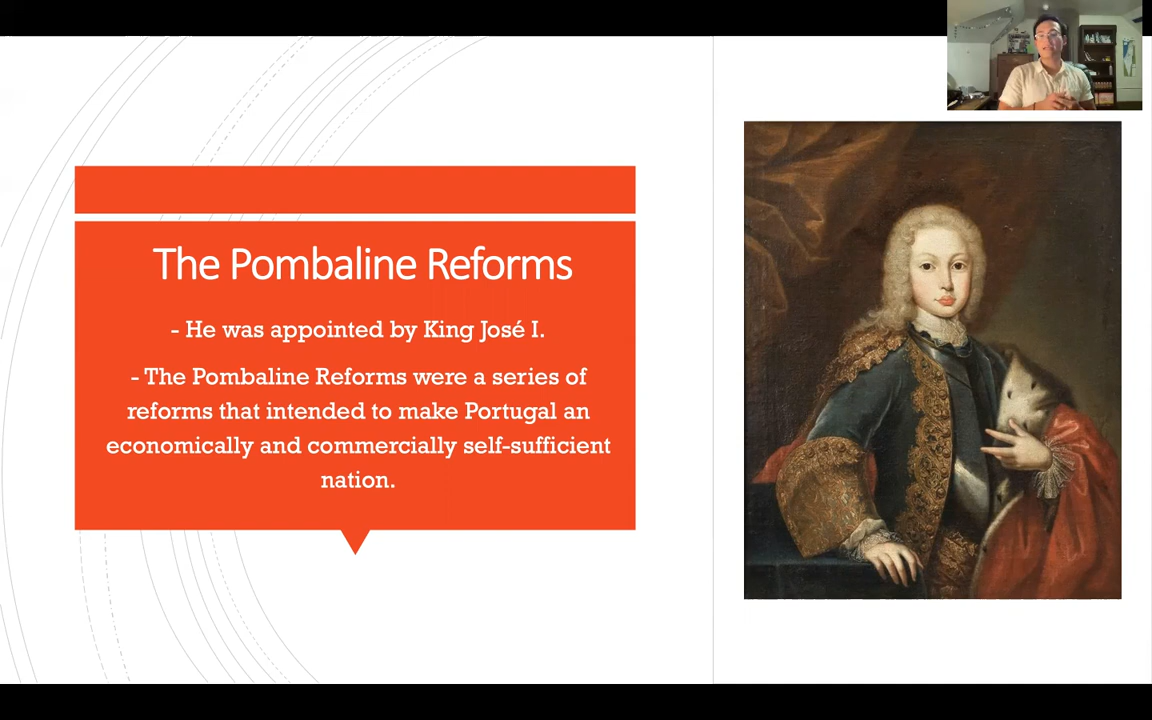 The Pombaline Reforms
- He was appointed by King José I.
- The Pombaline Reforms were a series of
reforms that intended to make Portugal an
economically and commercially self-sufficient
nation.